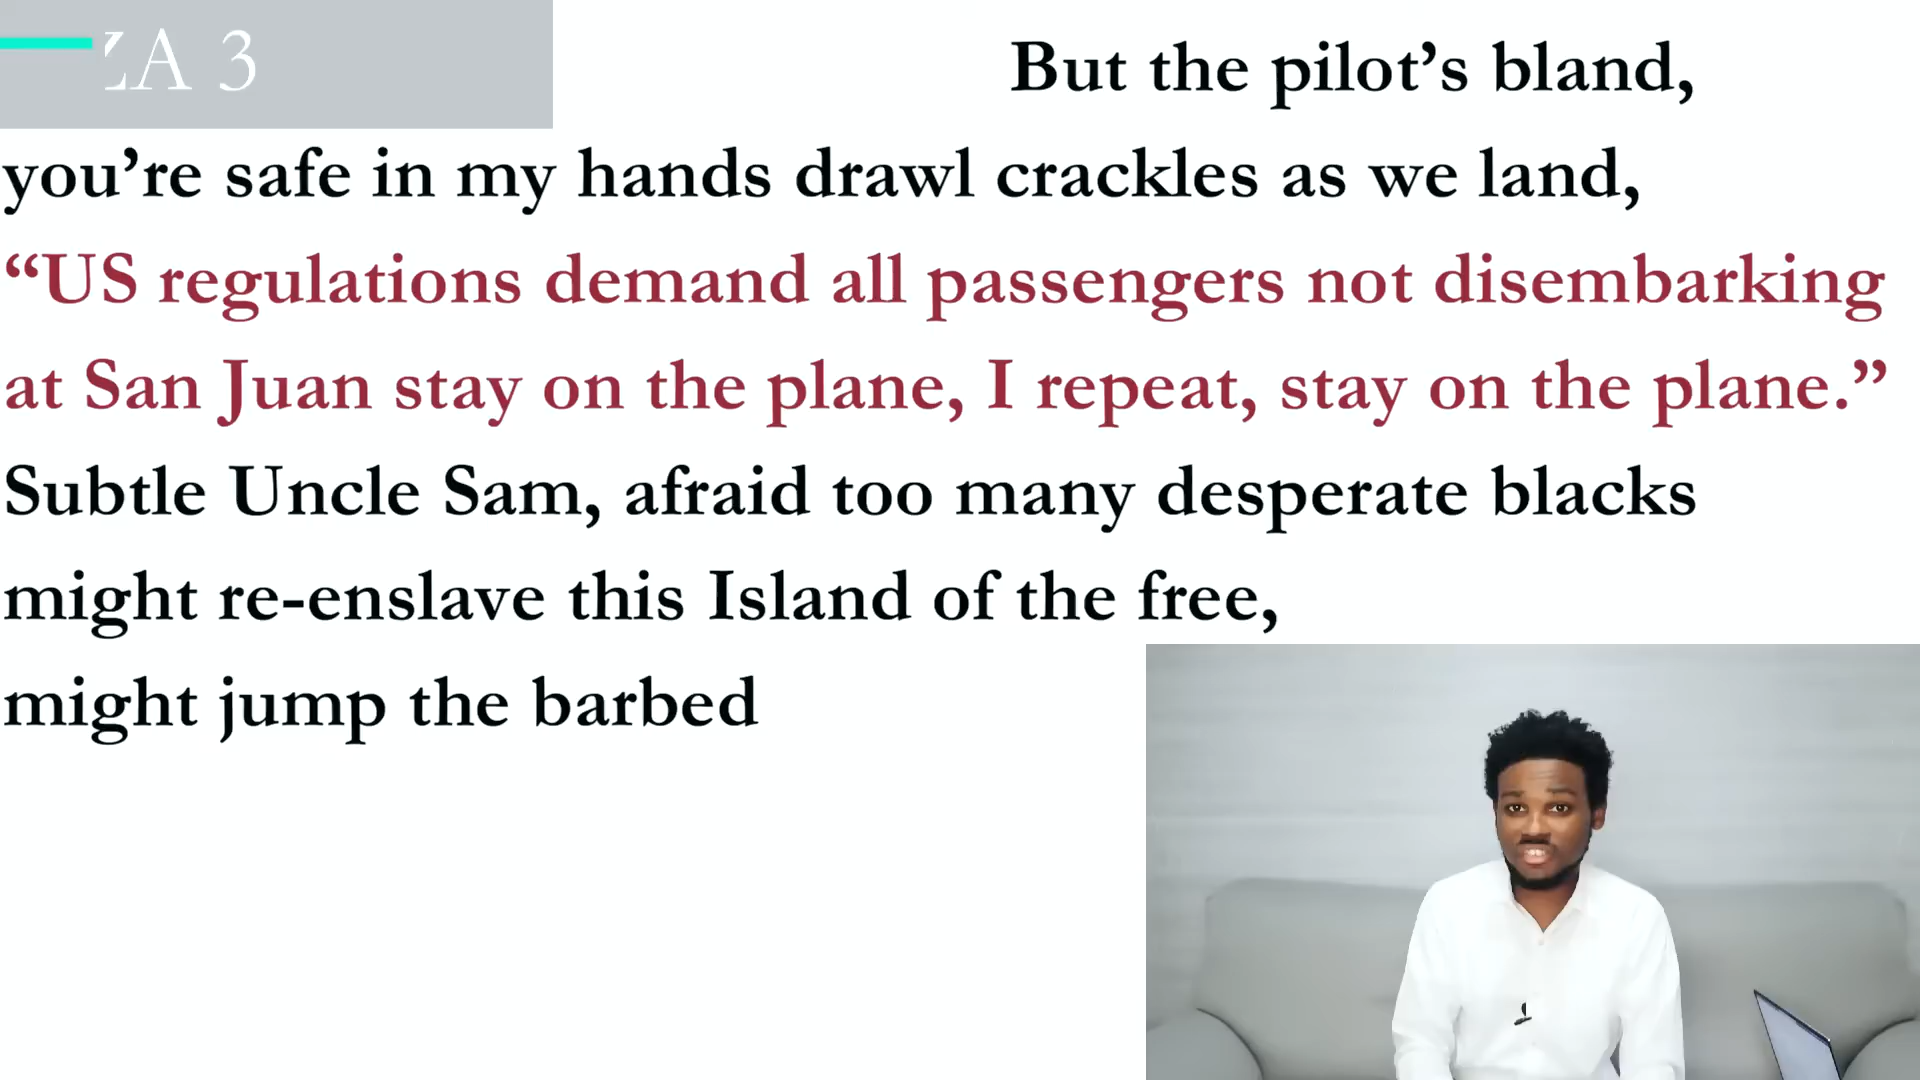 ZA 3
But the pilot’s bland,
you’re safe in my hands drawl crackles as we land,
“US regulations demand all passengers not disembarking
at San Juan stay on the plane, I repeat, stay on the plane.”
Subtle Uncle Sam, afraid too many desperate blacks
might re-enslave this Island of the free,
might jump the barbed